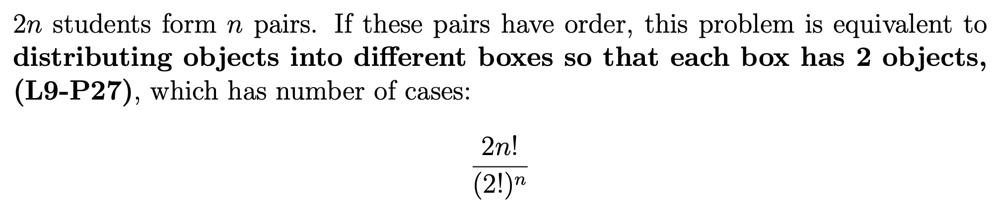 2n students form n pairs. If these pairs have order, this problem is equivalent to
distributing objects into different boxes so that each box has 2 objects,
(L9-P27), which has number of cases:
2n!
(2!)^n